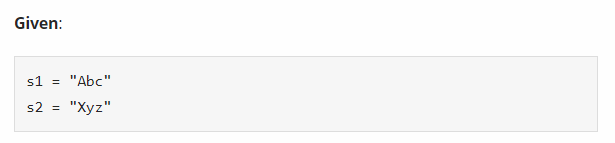 Given:
s1 = "Abc"
s2 = "Xyz"